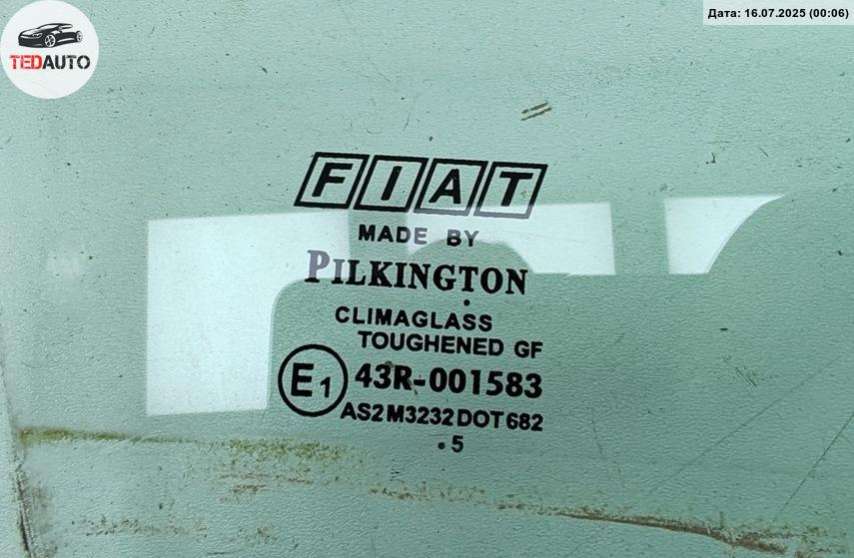 Дата: 16.07.2025 (00:06)
TEDAUTO
FIAT
MADE BY
PILKINGTON
CLIMAGLASS
TOUGHENED GF
E1 43R-001583
AS2 M3232 DOT 682
.5